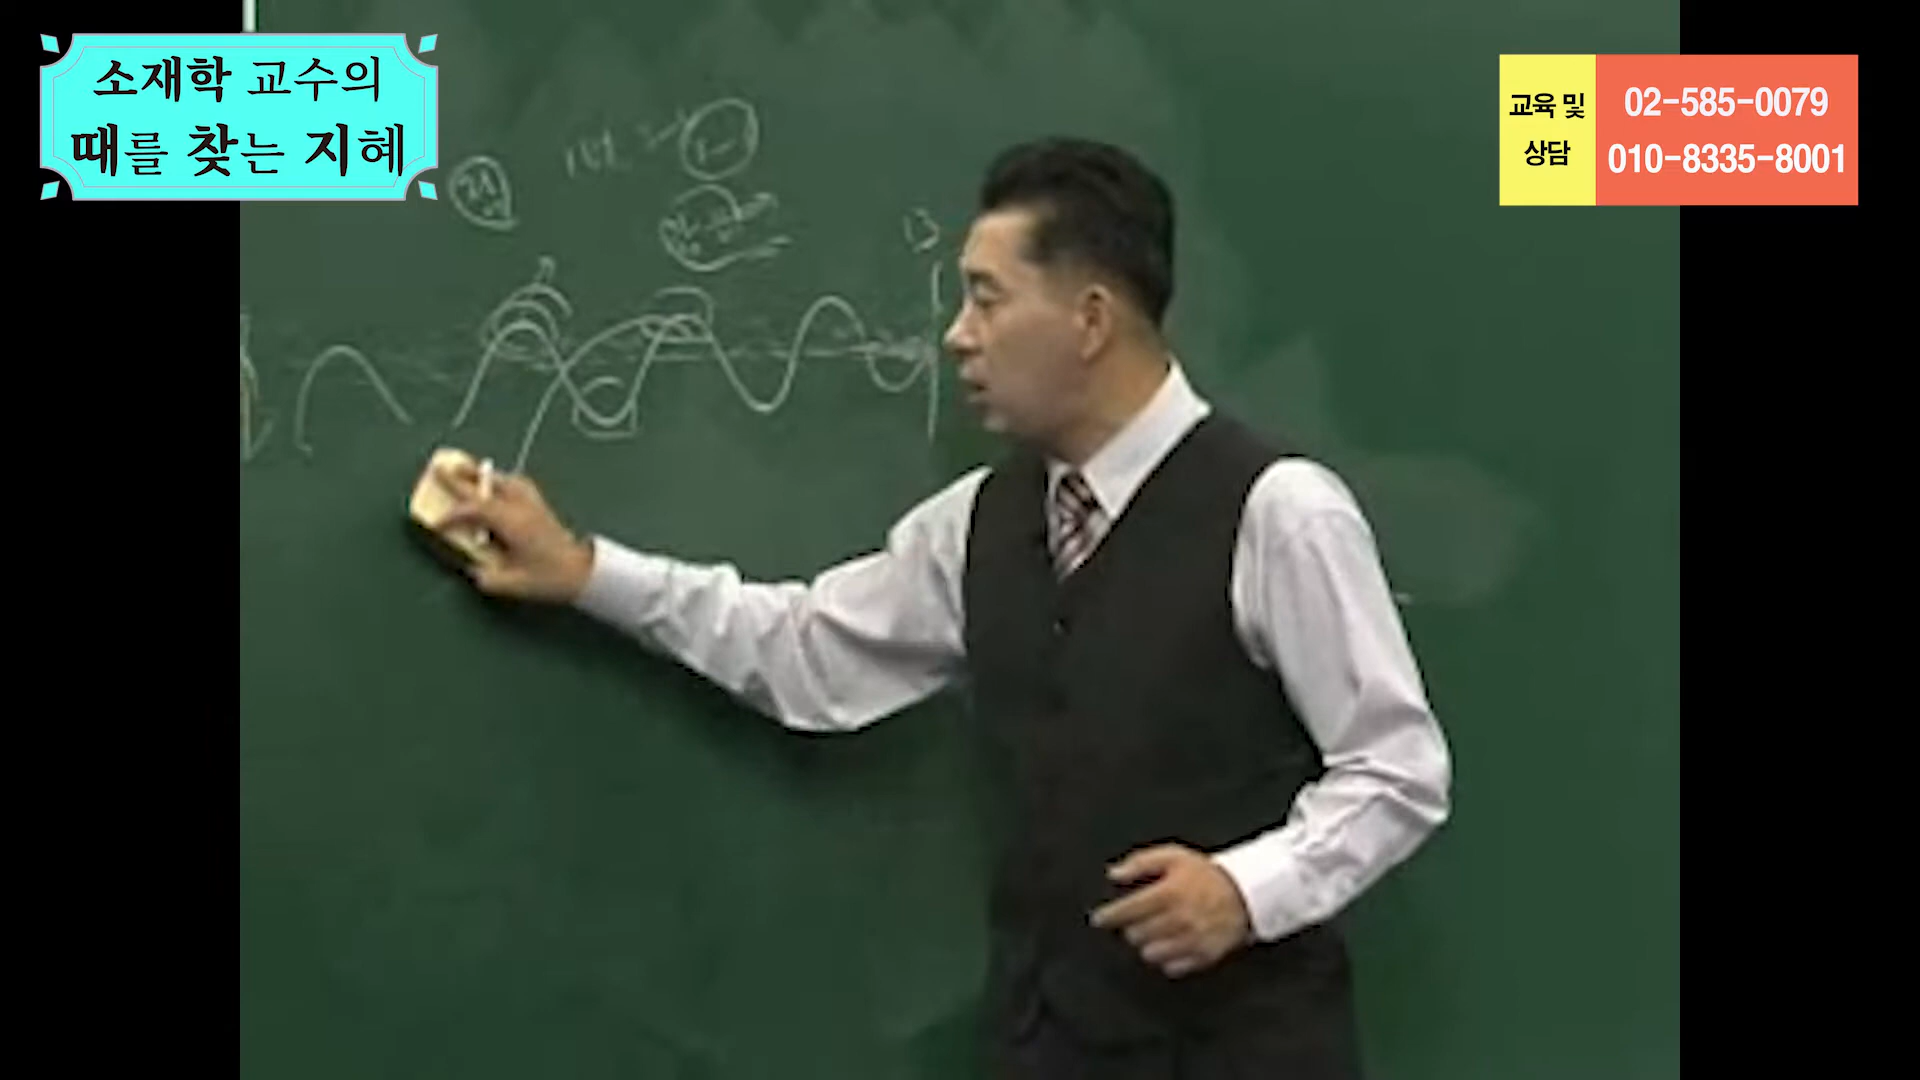 소재학 교수의
때를 찾는 지혜
교육 및
상담
02-585-0079
010-8335-8001
13